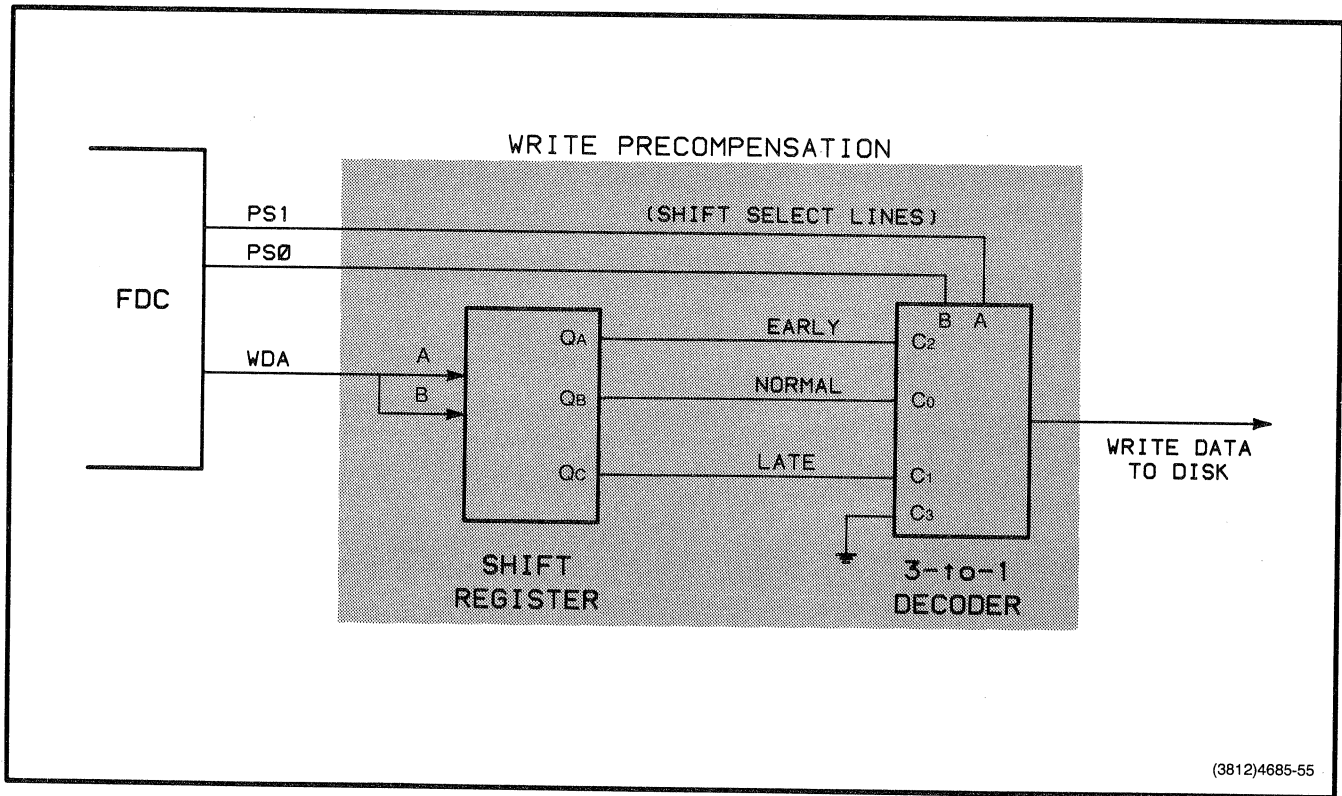 WRITE PRECOMPENSATION
PS1
(SHIFT SELECT LINES)
PSØ
FDC
B A
QA
EARLY
C2
WDA
A
B
QB
NORMAL
C0
WRITE DATA
TO DISK
QC
LATE
C1
C3
SHIFT
REGISTER
3-to-1
DECODER
(3812)4685-55